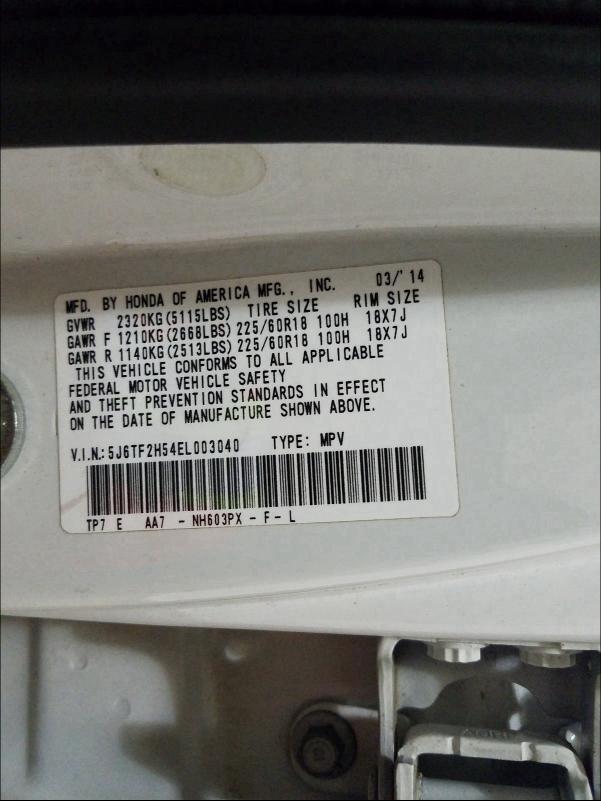 MFD. BY HONDA OF AMERICA MFG., INC. 03/'14
GVWR 2320KG(5115LBS) TIRE SIZE RIM SIZE
GAWR F 1210KG(2668LBS) 225/60R18 100H 18X7J
GAWR R 1140KG(2513LBS) 225/60R18 100H 18X7J
THIS VEHICLE CONFORMS TO ALL APPLICABLE
FEDERAL MOTOR VEHICLE SAFETY
AND THEFT PREVENTION STANDARDS IN EFFECT
ON THE DATE OF MANUFACTURE SHOWN ABOVE.
V.I.N.: 5J6TF2H54EL003040 TYPE: MPV
TP7 E AA7 - NH603PX - F - L